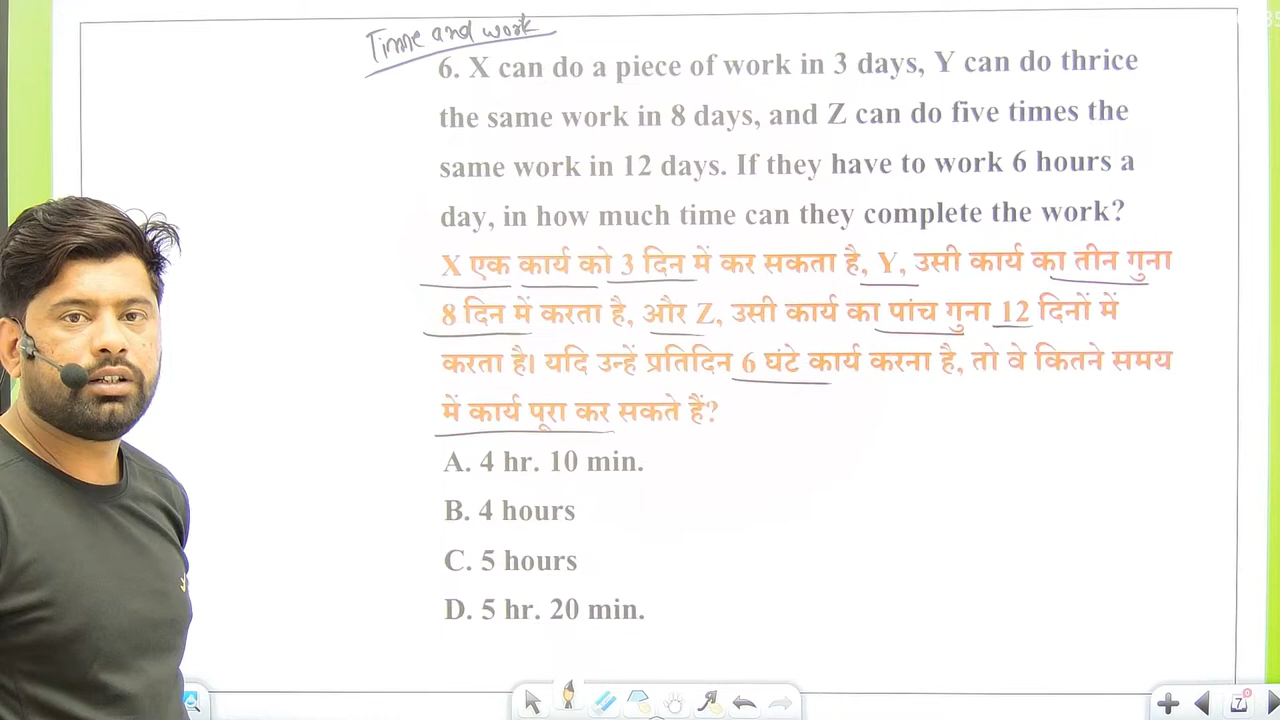 Time and work
6. X can do a piece of work in 3 days, Y can do thrice
the same work in 8 days, and Z can do five times the
same work in 12 days. If they have to work 6 hours a
day, in how much time can they complete the work?
X एक कार्य को 3 दिन में कर सकता है, Y, उसी कार्य का तीन गुना
8 दिन में करता है, और Z, उसी कार्य का पांच गुना 12 दिनों में
करता है। यदि उन्हें प्रतिदिन 6 घंटे कार्य करना है, तो वे कितने समय
में कार्य पूरा कर सकते हैं?
A. 4 hr. 10 min.
B. 4 hours
C. 5 hours
D. 5 hr. 20 min.